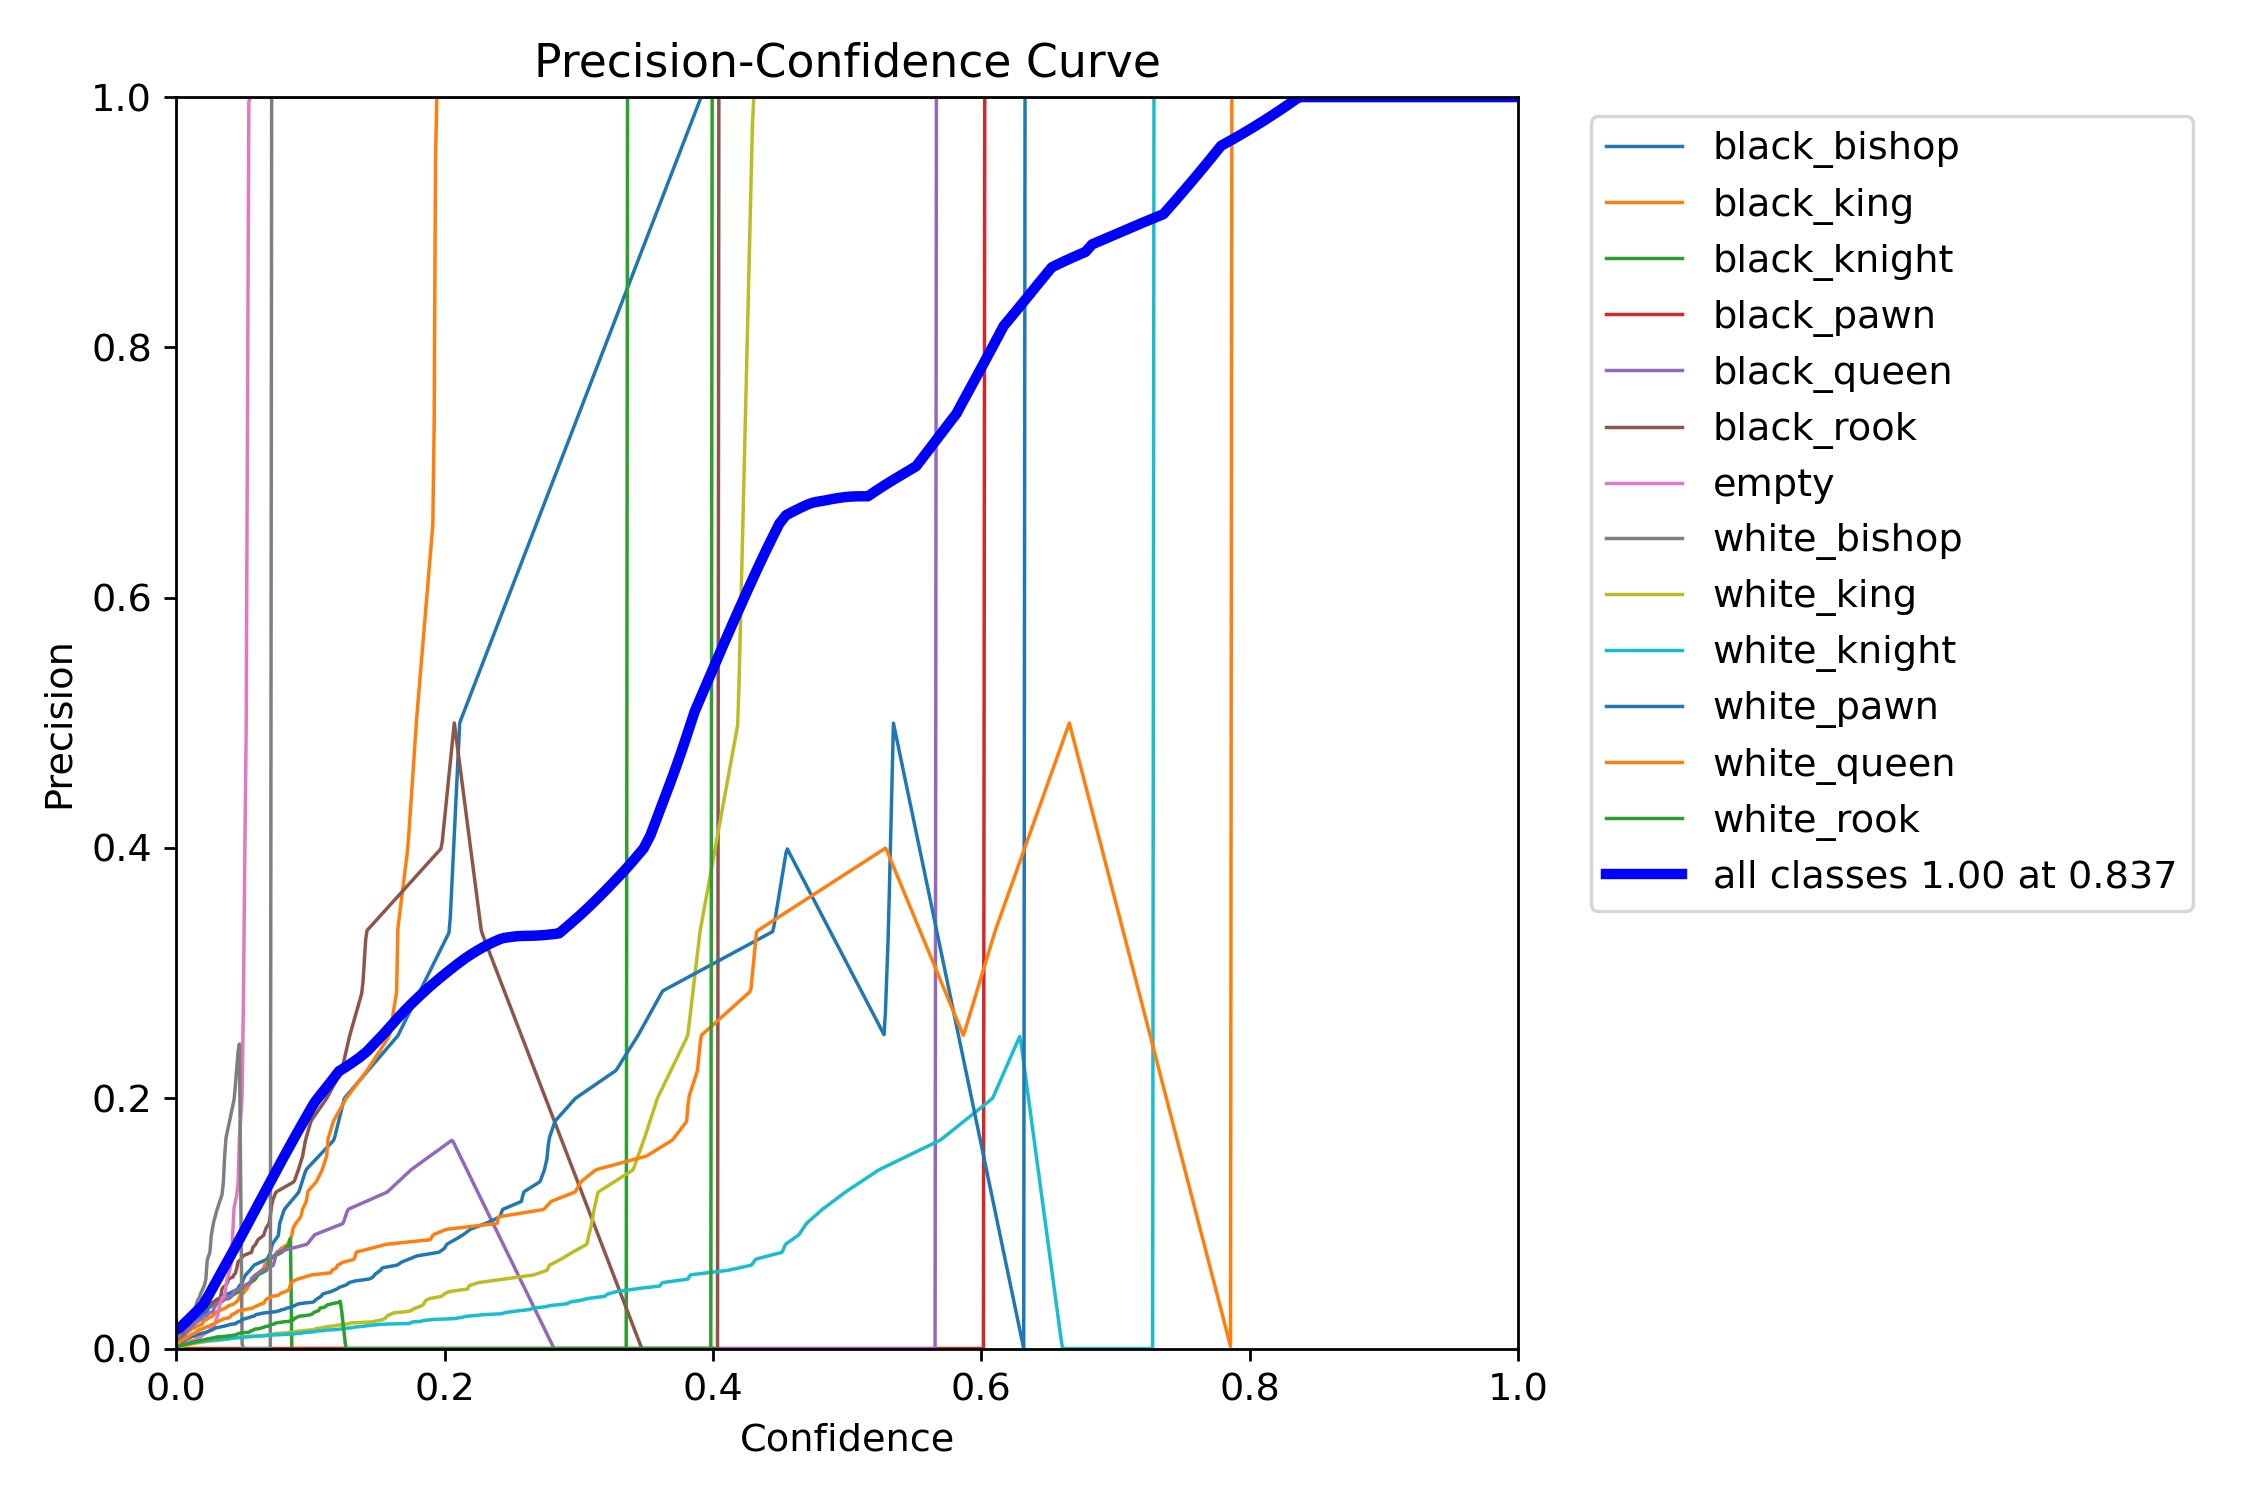 Precision-Confidence Curve
1.0
0.8
0.6
0.4
0.2
0.0
Precision
0.0 0.2 0.4 0.6 0.8 1.0
Confidence
black_bishop
black_king
black_knight
black_pawn
black_queen
black_rook
empty
white_bishop
white_king
white_knight
white_pawn
white_queen
white_rook
all classes 1.00 at 0.837